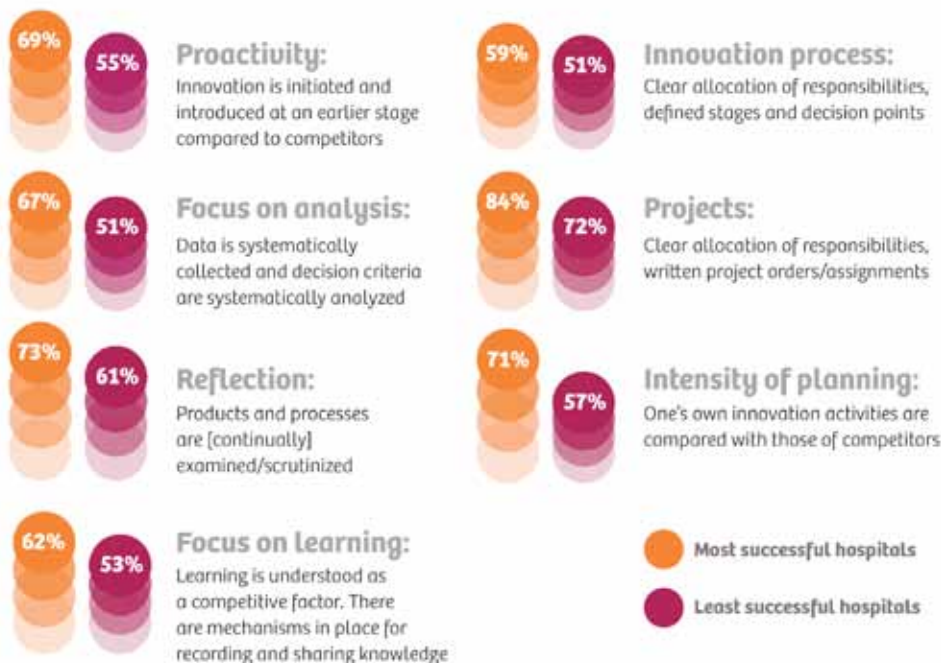 69%
55%
Proactivity:
Innovation is initiated and
introduced at an earlier stage
compared to competitors
67%
51%
Focus on analysis:
Data is systematically
collected and decision criteria
are systematically analyzed
73%
61%
Reflection:
Products and processes
are [continually]
examined/scrutinized
62%
53%
Focus on learning:
Learning is understood as
a competitive factor. There
are mechanisms in place for
recording and sharing knowledge
59%
51%
Innovation process:
Clear allocation of responsibilities,
defined stages and decision points
84%
72%
Projects:
Clear allocation of responsibilities,
written project orders/assignments
71%
57%
Intensity of planning:
One's own innovation activities are
compared with those of competitors
Most successful hospitals
Least successful hospitals